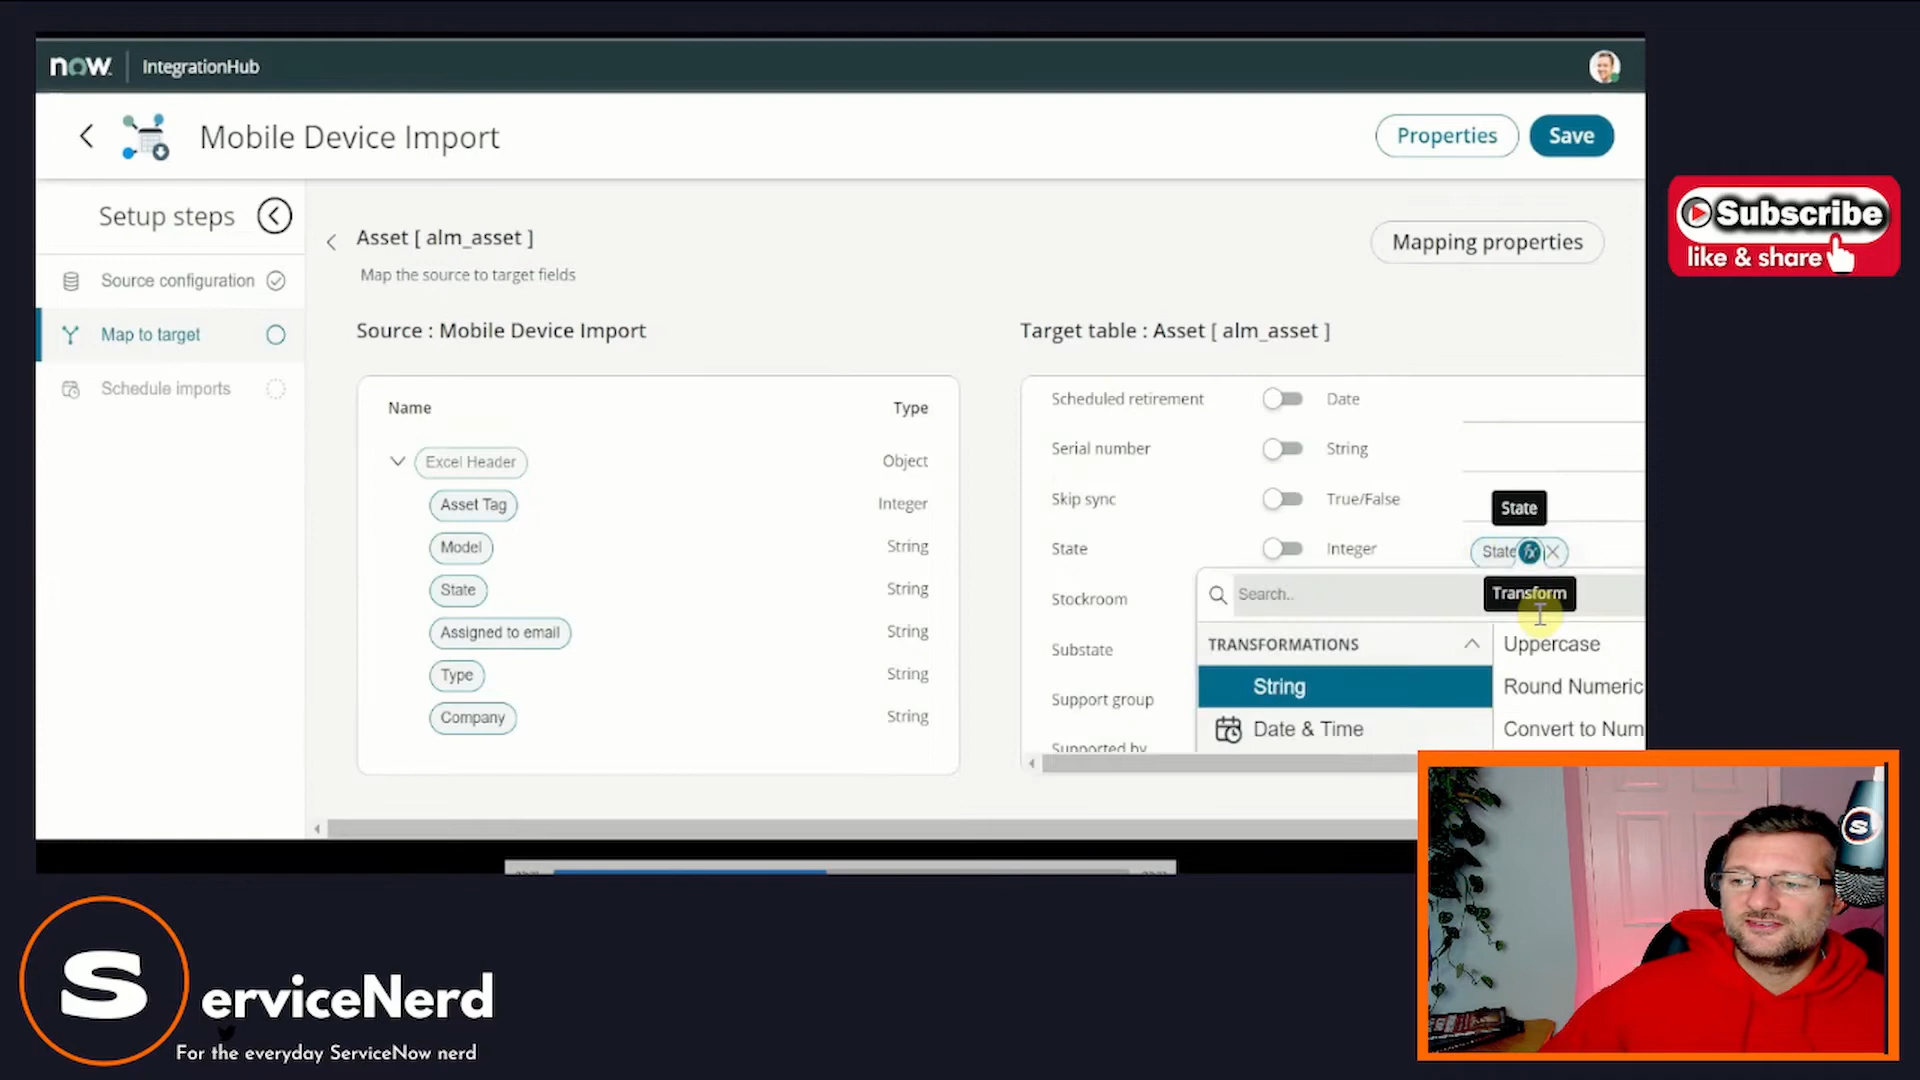 now. IntegrationHub
Mobile Device Import
Properties
Save
Setup steps
Source configuration
Map to target
Schedule imports
Asset [ alm_asset ]
Map the source to target fields
Mapping properties
Source : Mobile Device Import
Name Type
Excel Header Object
Asset Tag Integer
Model String
State String
Assigned to email String
Type String
Company String
Target table : Asset [ alm_asset ]
Scheduled retirement Date
Serial number String
Skip sync True/False
State
State Integer State fx
Stockroom
Substate
Support group
Supported by
Search..
Transform
TRANSFORMATIONS
String
Date & Time
Uppercase
Round Numeric
Convert to Num
Subscribe
like & share
S
S
erviceNerd
For the everyday ServiceNow nerd